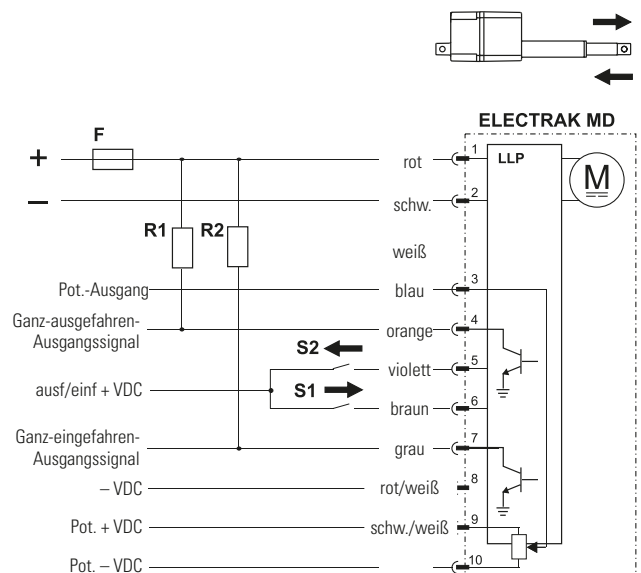 ELECTRAK MD
F
+ rot 1 LLP M
– schw. 2
R1 R2
weiß
Pot.-Ausgang blau 3
Ganz-ausgefahren-
Ausgangssignal orange 4
S2 violett 5
ausf/einf + VDC S1
braun 6
Ganz-eingefahren-
Ausgangssignal grau 7
– VDC rot/weiß 8
Pot. + VDC schw./weiß 9
Pot. – VDC 10